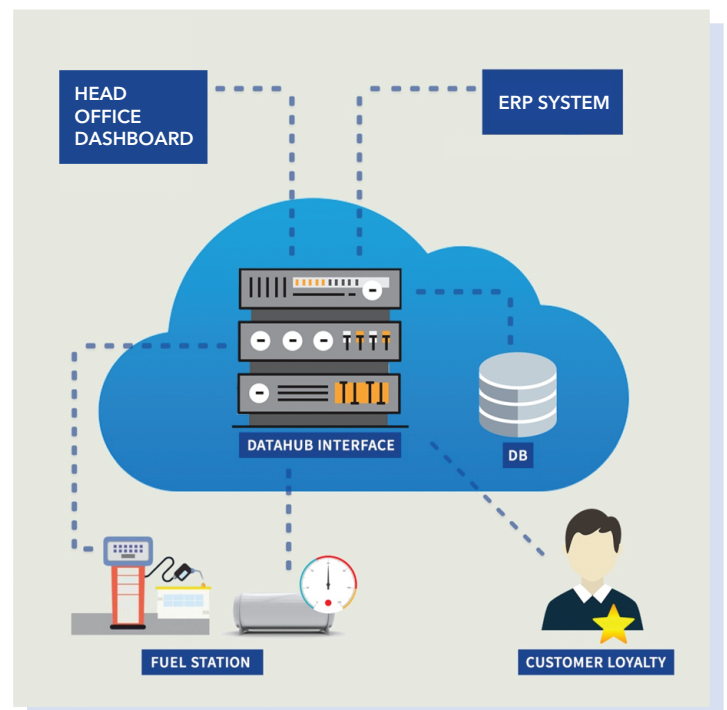 HEAD
OFFICE
DASHBOARD
ERP SYSTEM
DATAHUB INTERFACE
DB
FUEL STATION
CUSTOMER LOYALTY